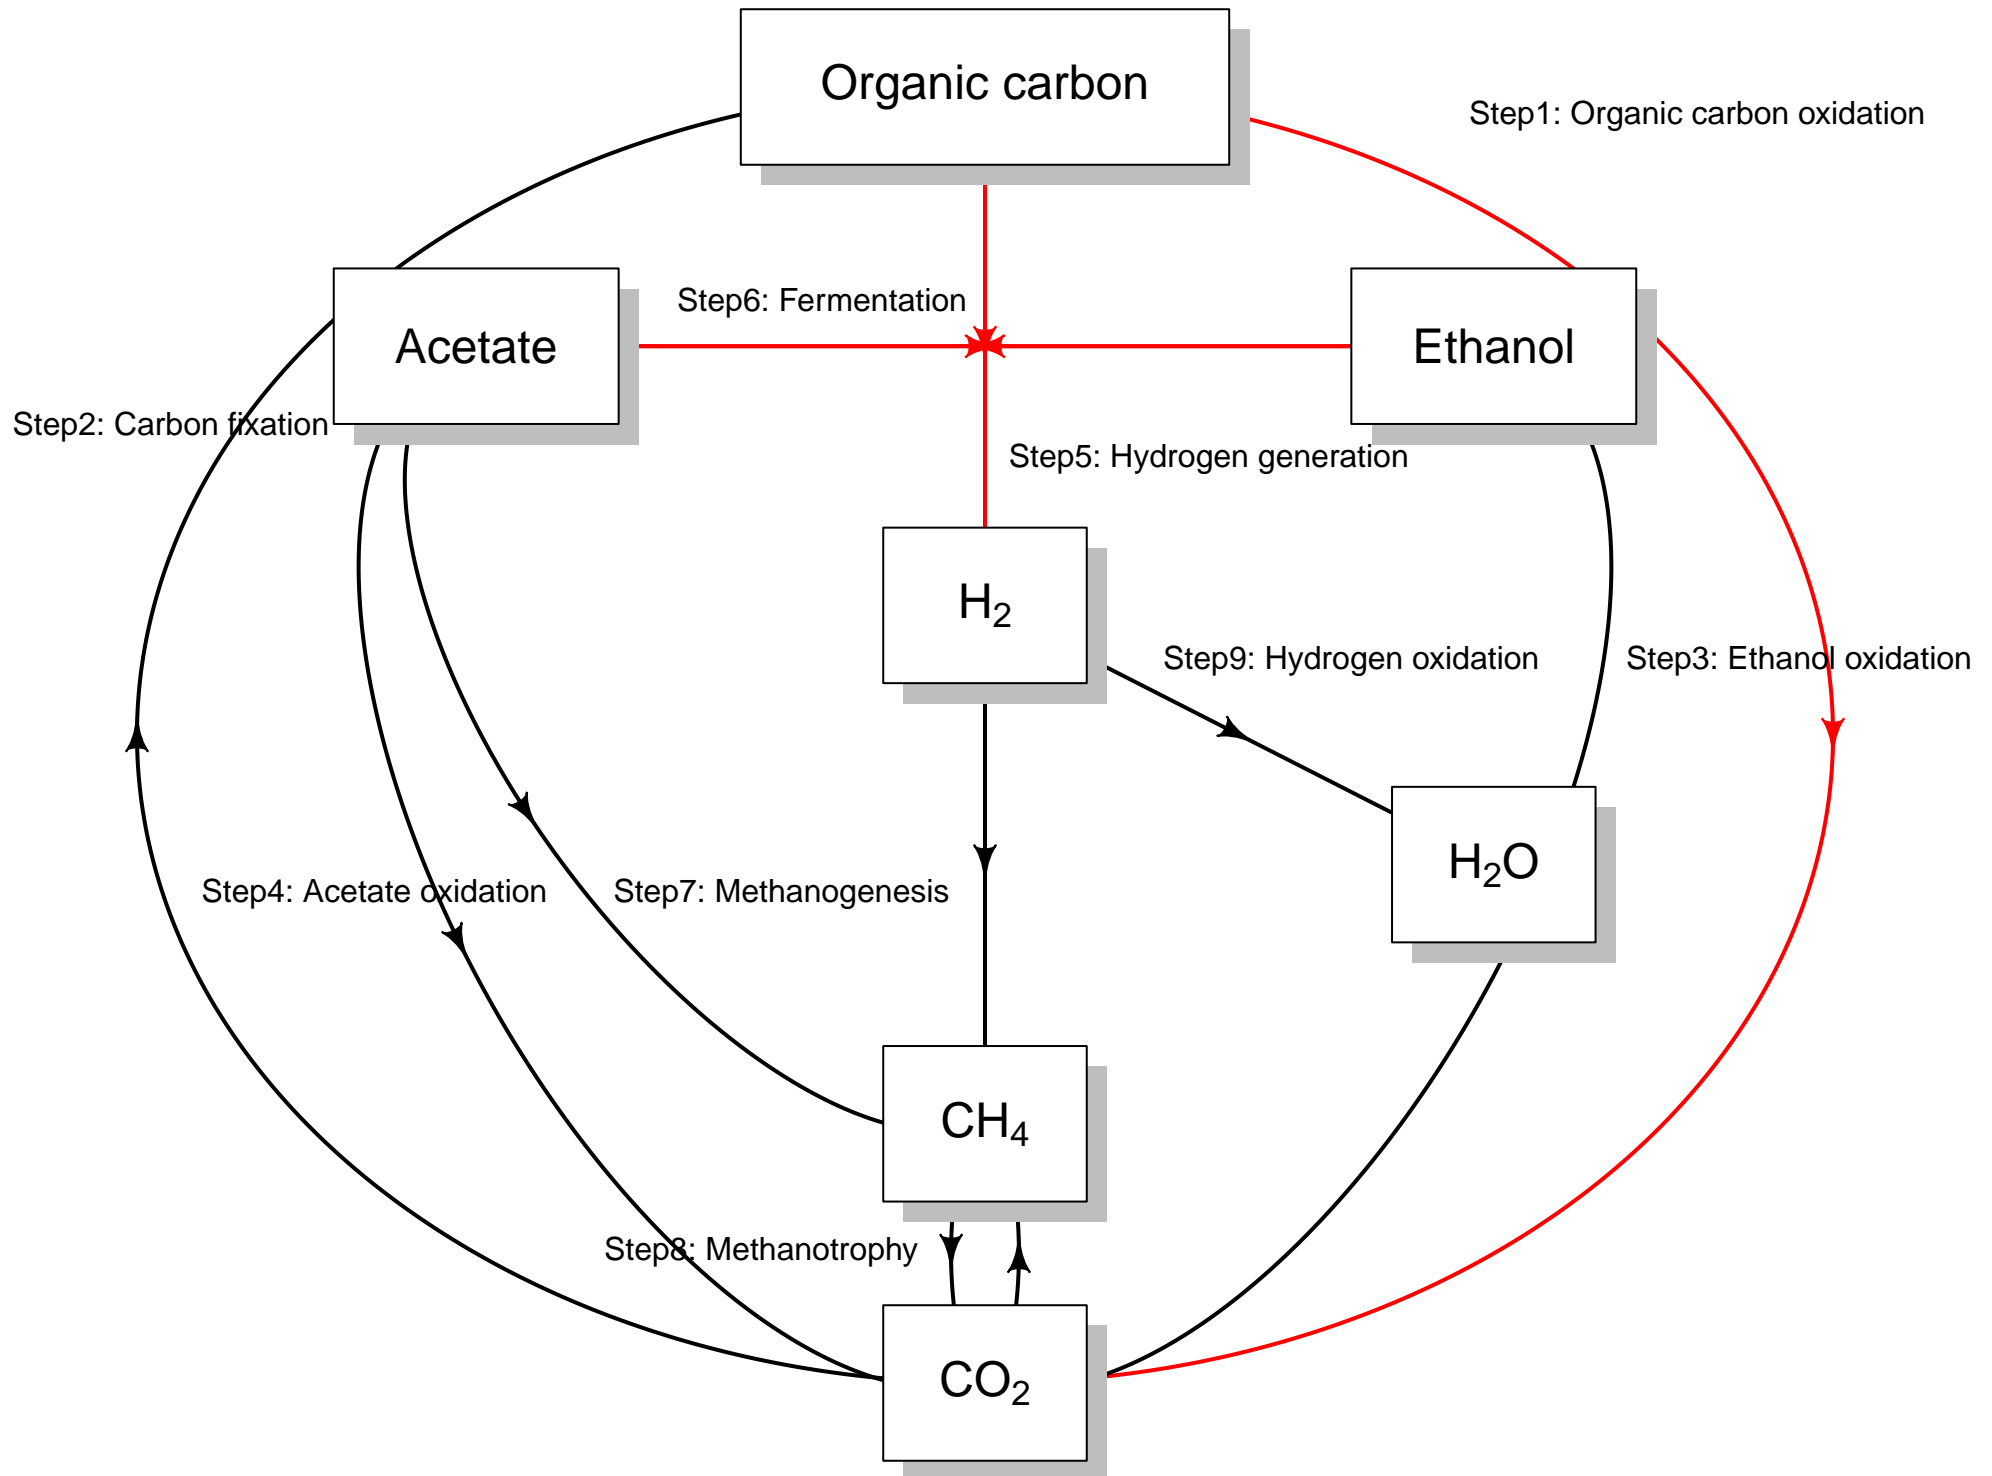 Organic carbon
Step1: Organic carbon oxidation
Step6: Fermentation
Acetate
Ethanol
Step2: Carbon fixation
Step5: Hydrogen generation
H₂
Step9: Hydrogen oxidation
Step3: Ethanol oxidation
H₂O
Step4: Acetate oxidation
Step7: Methanogenesis
CH₄
Step8: Methanotrophy
CO₂